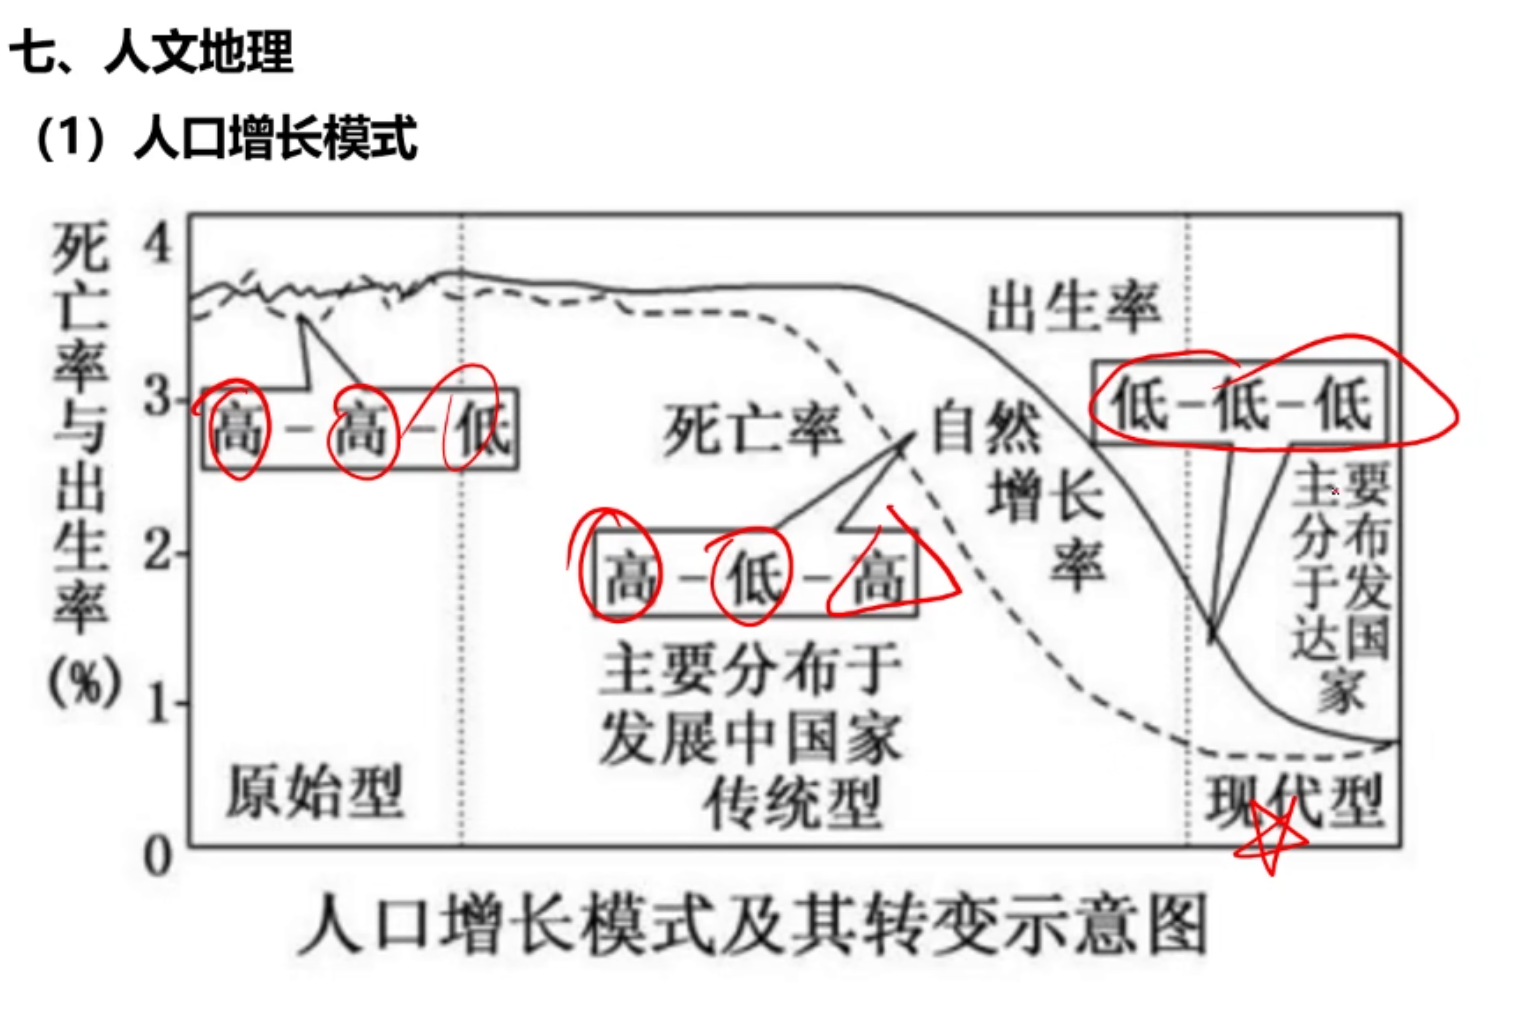 七、人文地理
（1）人口增长模式
死亡率与出生率(%)
4
3
2
1
0
出生率
高-高-低
死亡率
自然增长率
低-低-低
主要分布于发达国家
高-低-高
主要分布于
发展中国家
原始型
传统型
现代型
人口增长模式及其转变示意图